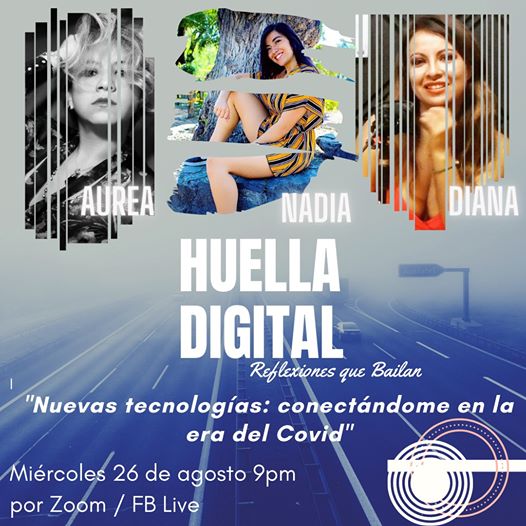 AUREA
NADIA
DIANA
HUELLA
DIGITAL
Reflexiones que Bailan
"Nuevas tecnologías: conectándome en la
era del Covid"
Miércoles 26 de agosto 9pm
por Zoom / FB Live